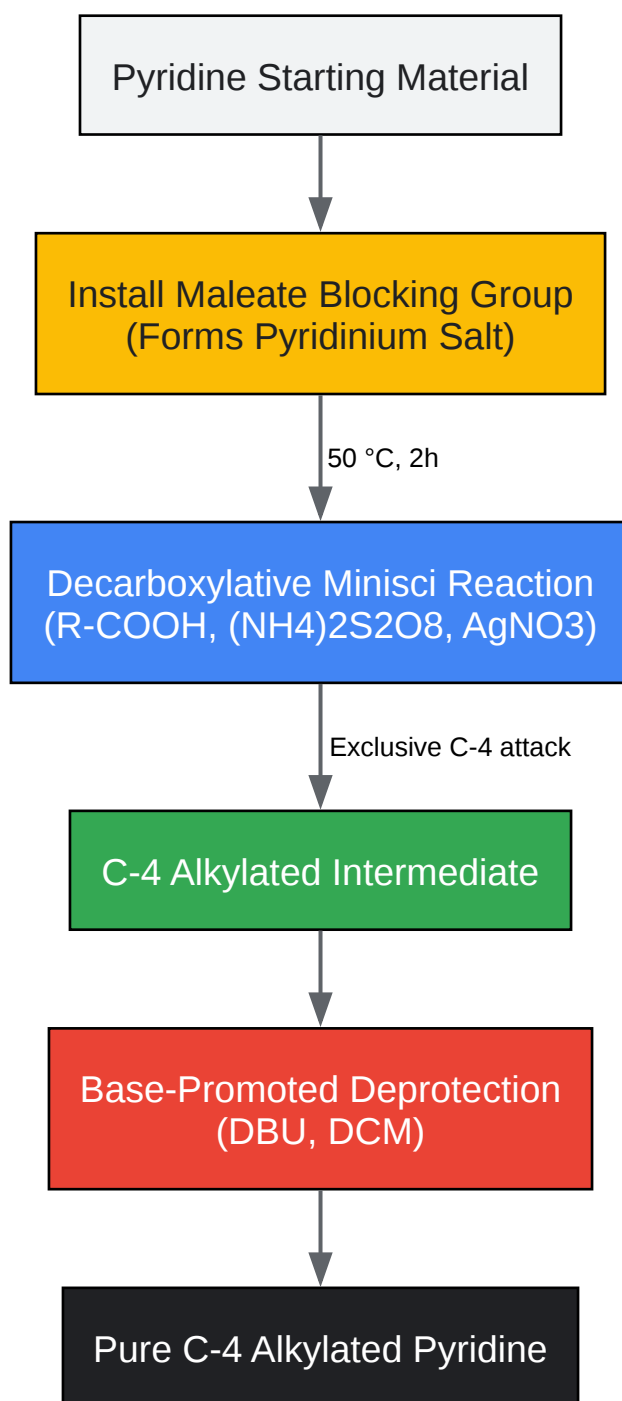 Pyridine Starting Material
Install Maleate Blocking Group
(Forms Pyridinium Salt)
50 °C, 2h
Decarboxylative Minisci Reaction
(R-COOH, (NH4)2S2O8, AgNO3)
Exclusive C-4 attack
C-4 Alkylated Intermediate
Base-Promoted Deprotection
(DBU, DCM)
Pure C-4 Alkylated Pyridine